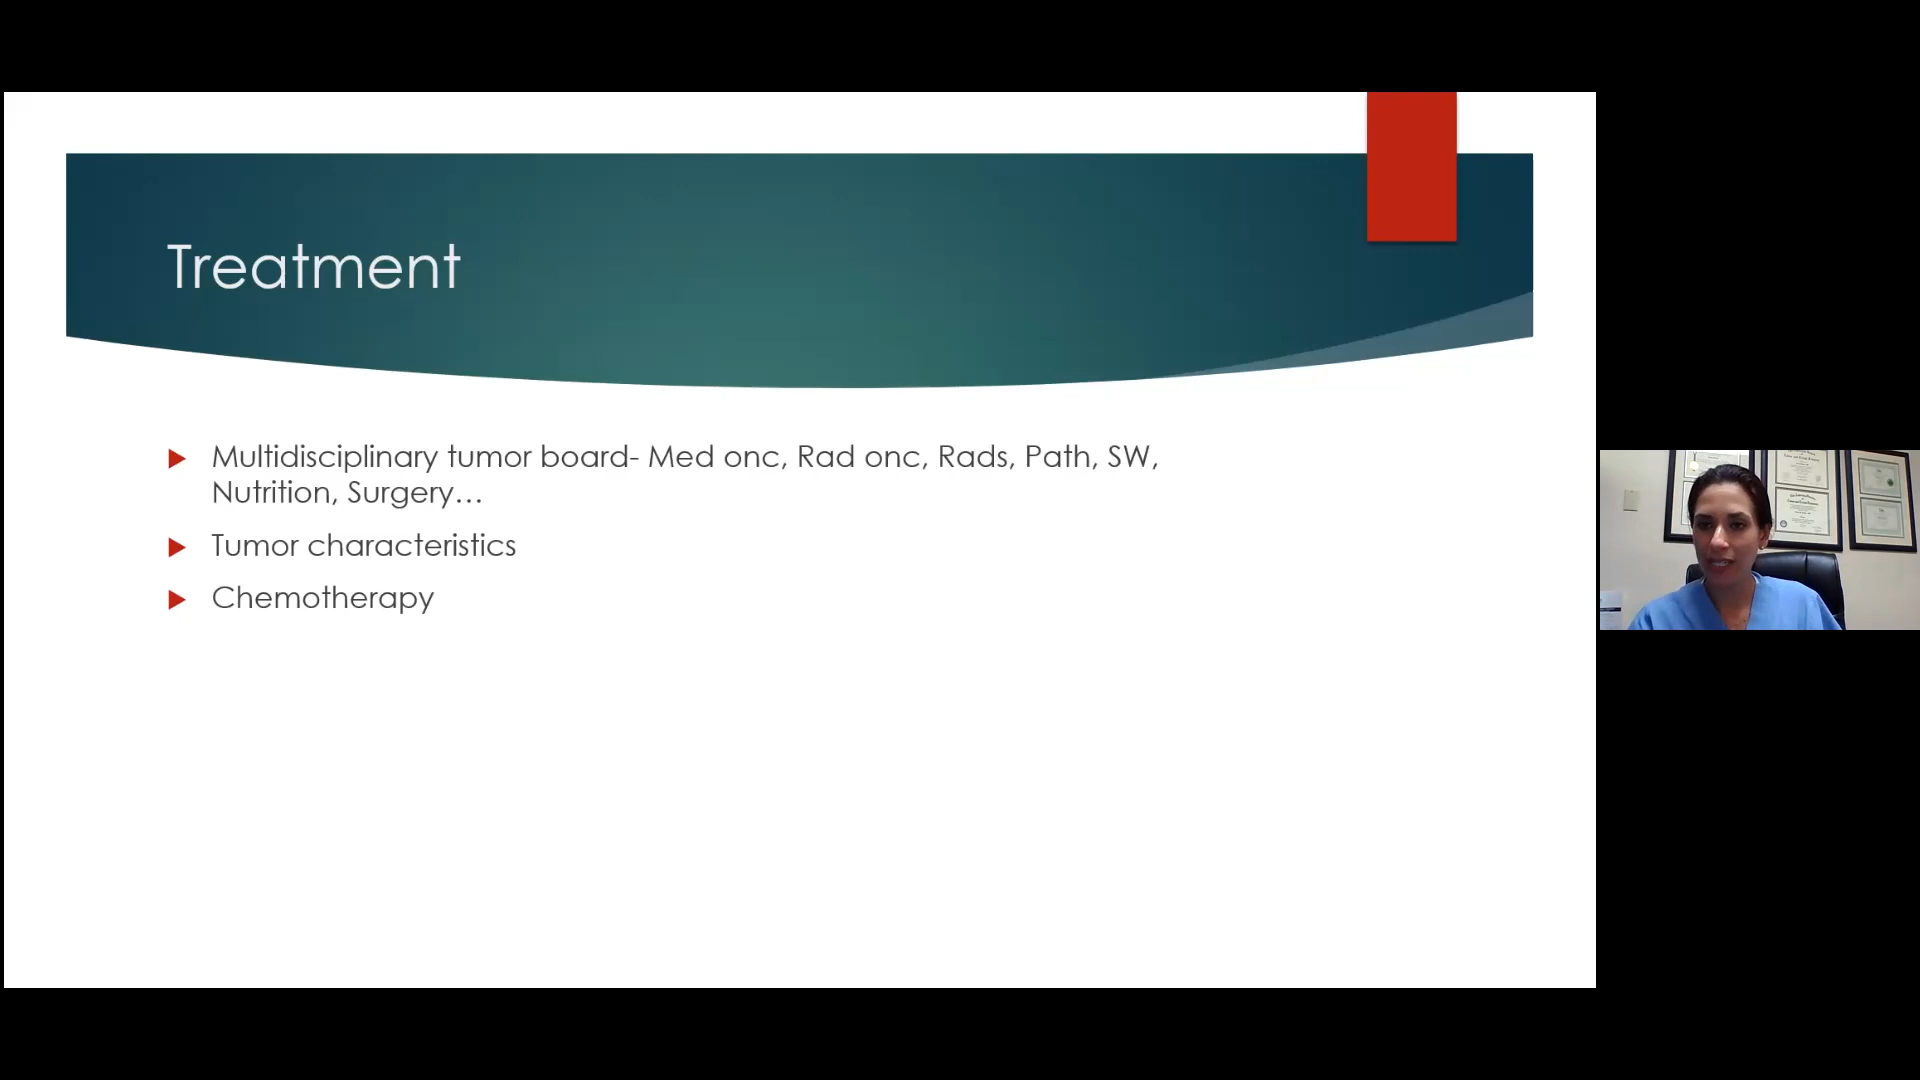 Treatment
Multidisciplinary tumor board- Med onc, Rad onc, Rads, Path, SW,
Nutrition, Surgery…
Tumor characteristics
Chemotherapy